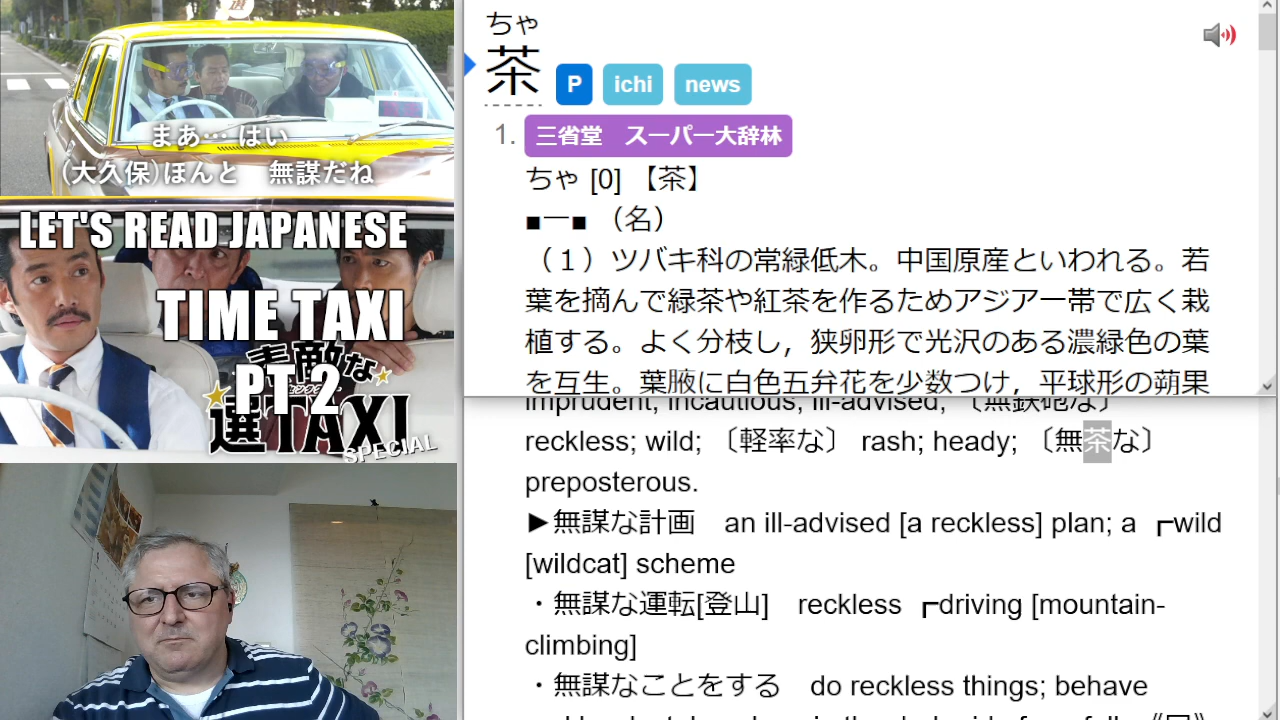 選
まあ… はい
(大久保)ほんと　無謀だね
LET'S READ JAPANESE
TIME TAXI
素敵な
PT 2
選TAXI
SPECIAL
ちゃ
茶 P ichi news
1. 三省堂　スーパー大辞林
ちゃ [0] 【茶】
■一■ （名）
（１）ツバキ科の常緑低木。中国原産といわれる。若
葉を摘んで緑茶や紅茶を作るためアジア一帯で広く栽
植する。よく分枝し，狭卵形で光沢のある濃緑色の葉
を互生。葉腋に白色五弁花を少数つけ，平球形の蒴果
imprudent; incautious; ill-advised; 〔無鉄砲な〕
reckless; wild; 〔軽率な〕 rash; heady; 〔無茶な〕
preposterous.
►無謀な計画　an ill-advised [a reckless] plan; a ┏wild
[wildcat] scheme
・無謀な運転[登山]　reckless ┏driving [mountain-
climbing]
・無謀なことをする　do reckless things; behave